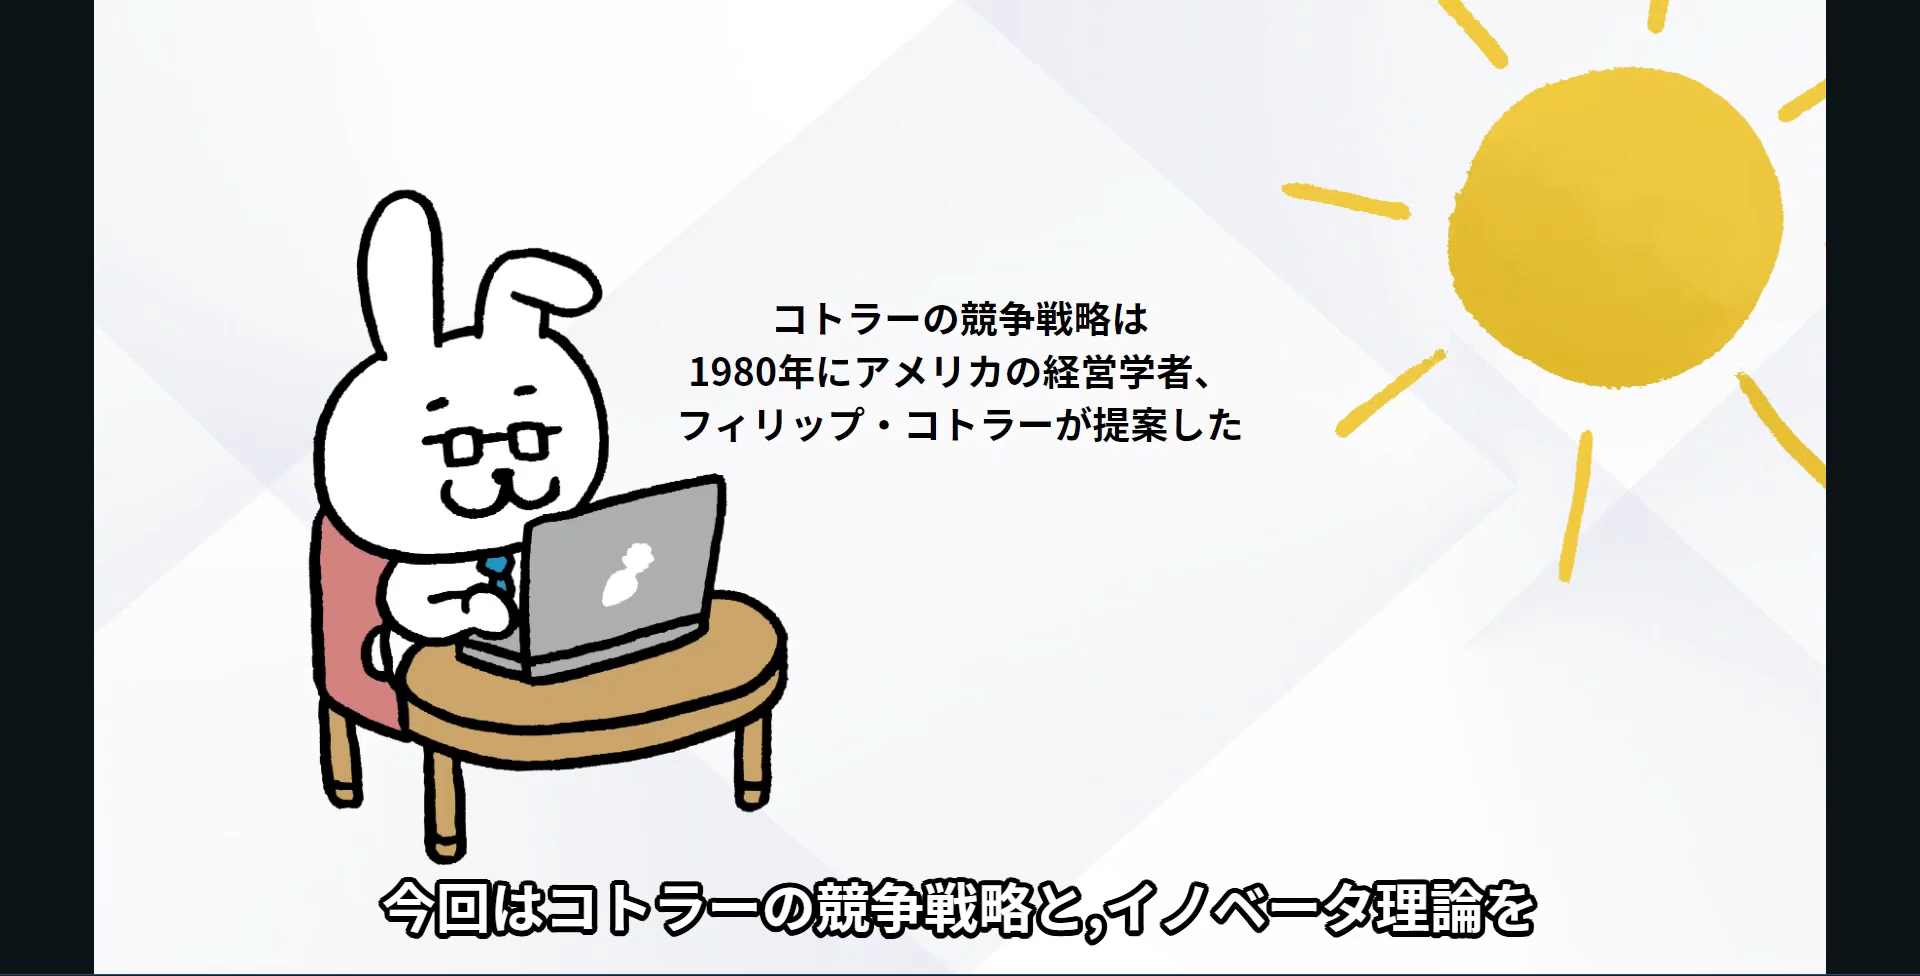 コトラーの競争戦略は
1980年にアメリカの経営学者、
フィリップ・コトラーが提案した
今回はコトラーの競争戦略と,イノベータ理論を